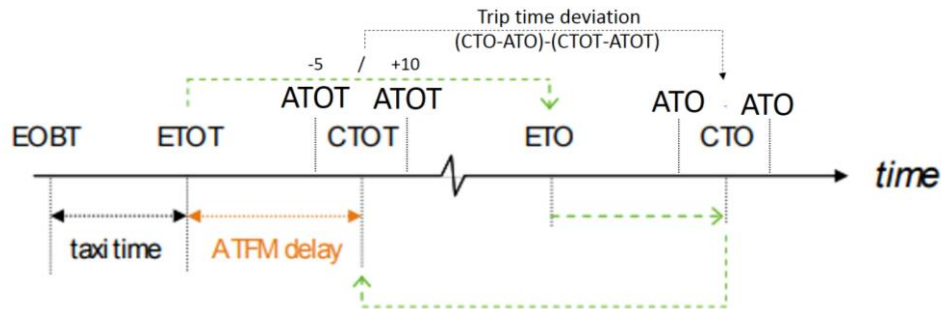 Trip time deviation
(CTO-ATO)-(CTOT-ATOT)
-5 / +10
ATOT ATOT ATO ATO
EOBT ETOT CTOT ETO CTO
time
taxi time ATFM delay